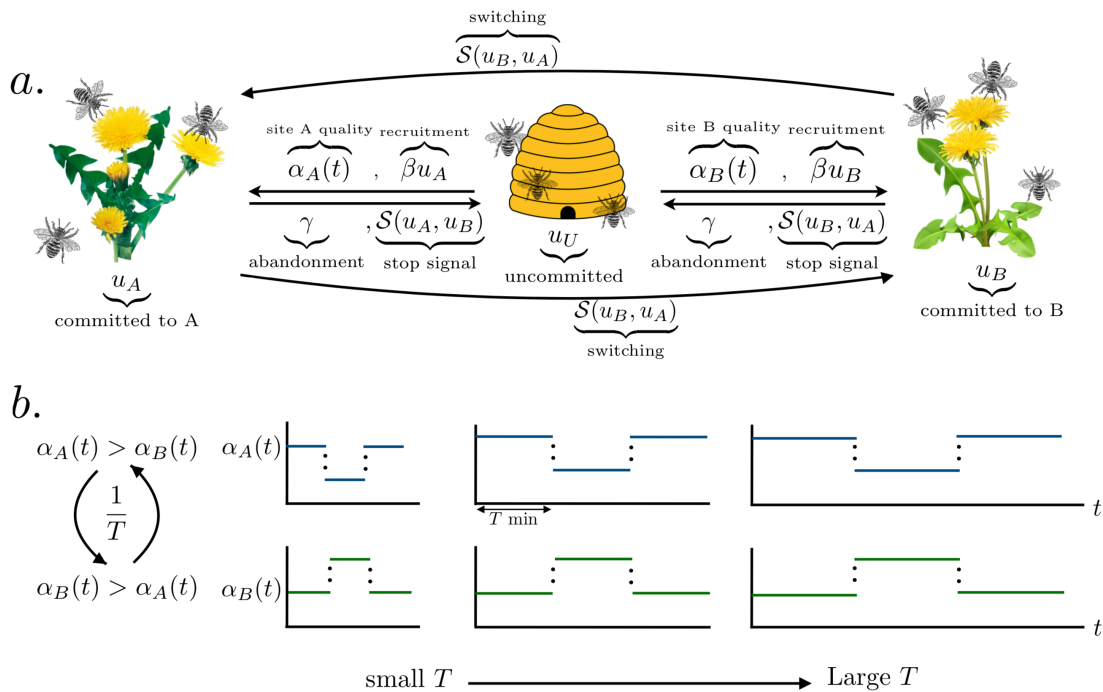 a.
switching
S(u_B, u_A)
site A quality recruitment
α_A(t) , βu_A
γ , S(u_A, u_B)
abandonment stop signal
u_A
committed to A
u_U
uncommitted
site B quality recruitment
α_B(t) , βu_B
γ , S(u_B, u_A)
abandonment stop signal
u_B
committed to B
S(u_B, u_A)
switching
b.
α_A(t) > α_B(t)
1/T
α_B(t) > α_A(t)
α_A(t)
T min
t
α_B(t)
t
small T Large T